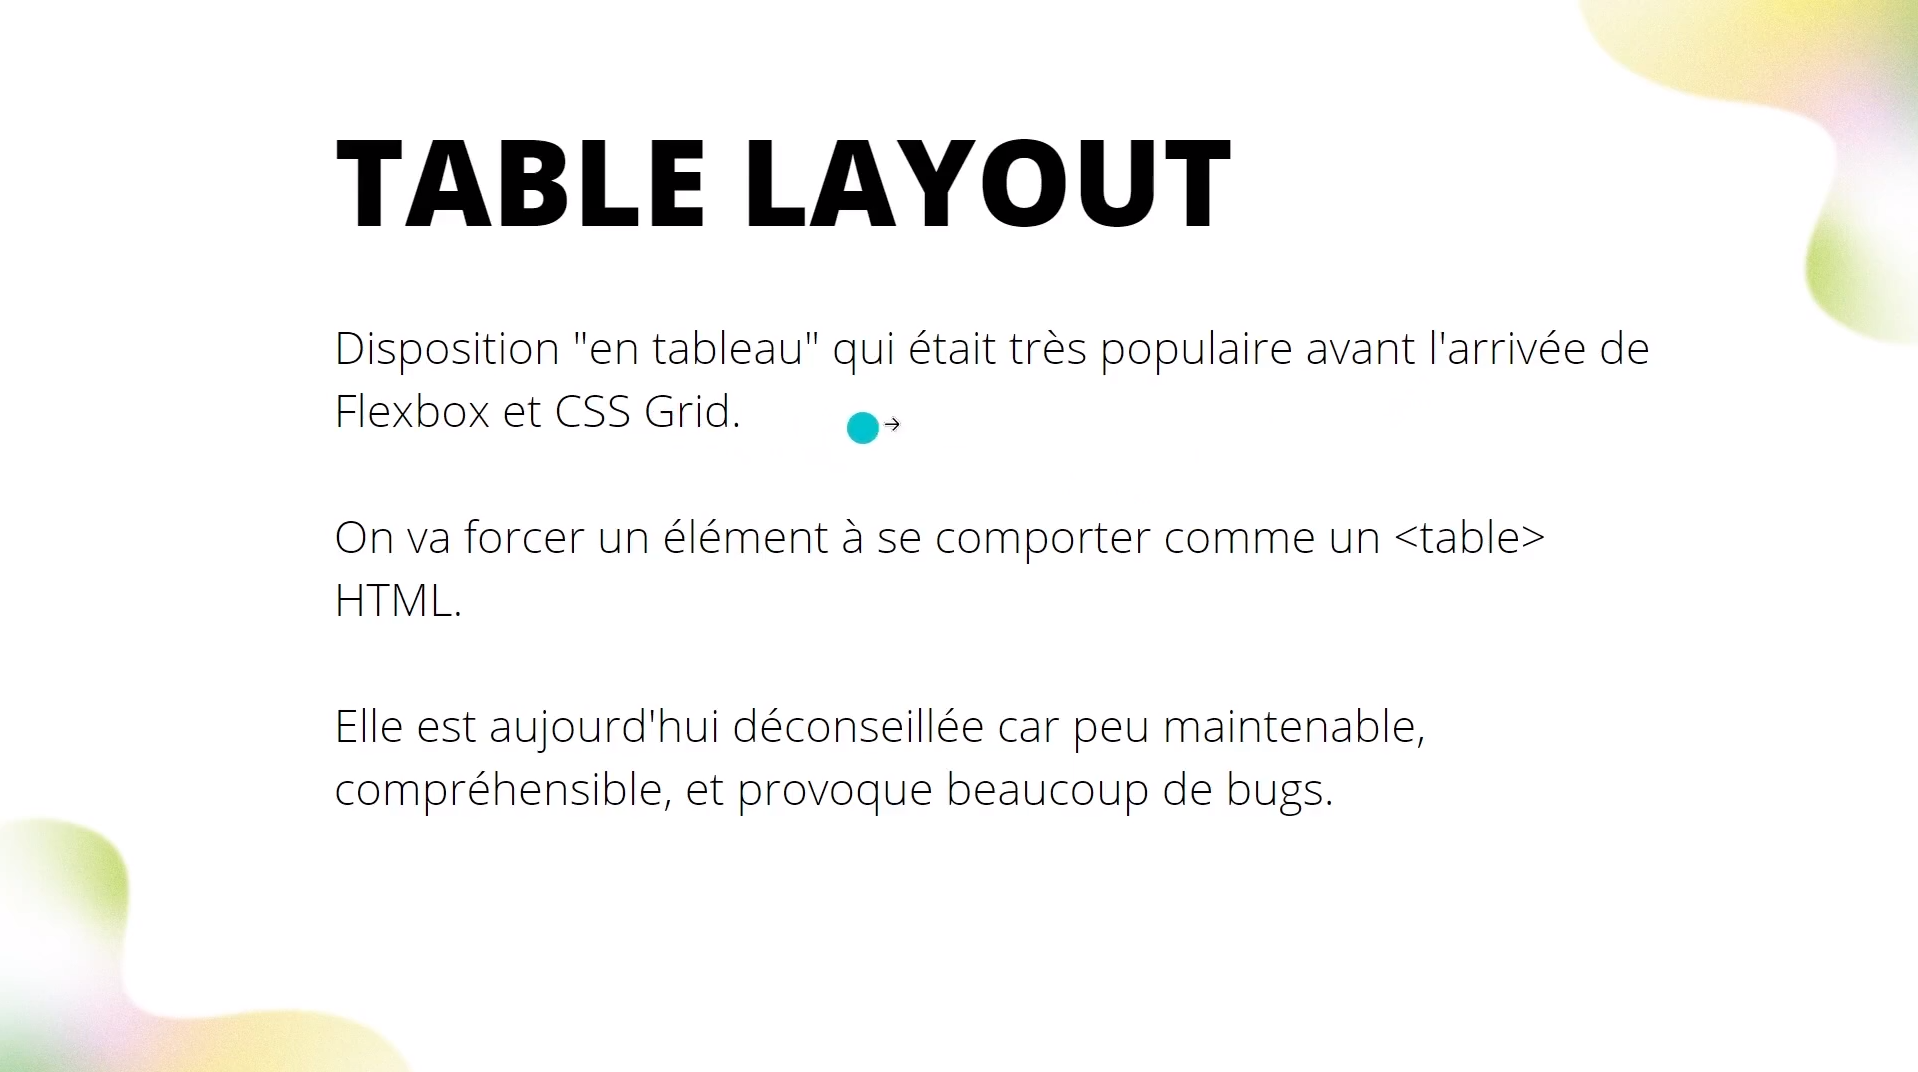 TABLE LAYOUT
Disposition "en tableau" qui était très populaire avant l'arrivée de
Flexbox et CSS Grid.
On va forcer un élément à se comporter comme un <table>
HTML.
Elle est aujourd'hui déconseillée car peu maintenable,
compréhensible, et provoque beaucoup de bugs.